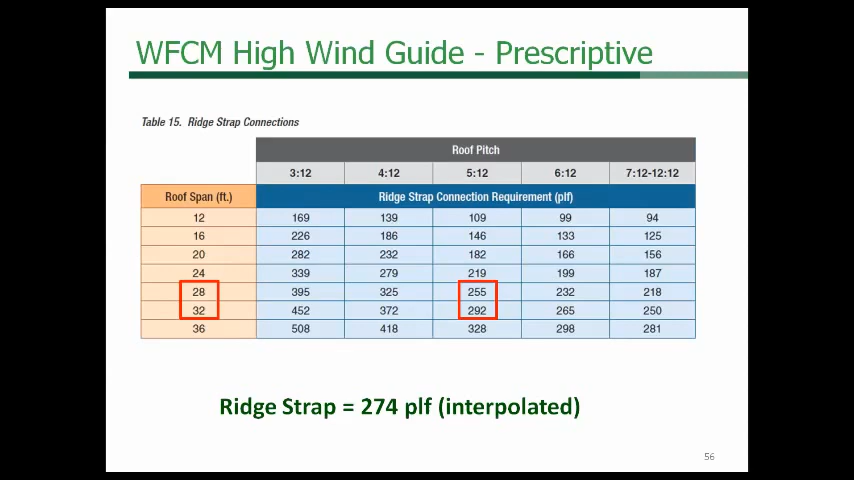 WFCM High Wind Guide - Prescriptive
Table 15. Ridge Strap Connections
Roof Pitch
3:12 4:12 5:12 6:12 7:12-12:12
Roof Span (ft.) Ridge Strap Connection Requirement (plf)
12 169 139 109 99 94
16 226 186 146 133 125
20 282 232 182 166 156
24 339 279 219 199 187
28 395 325 255 232 218
32 452 372 292 265 250
36 508 418 328 298 281
Ridge Strap = 274 plf (interpolated)
56